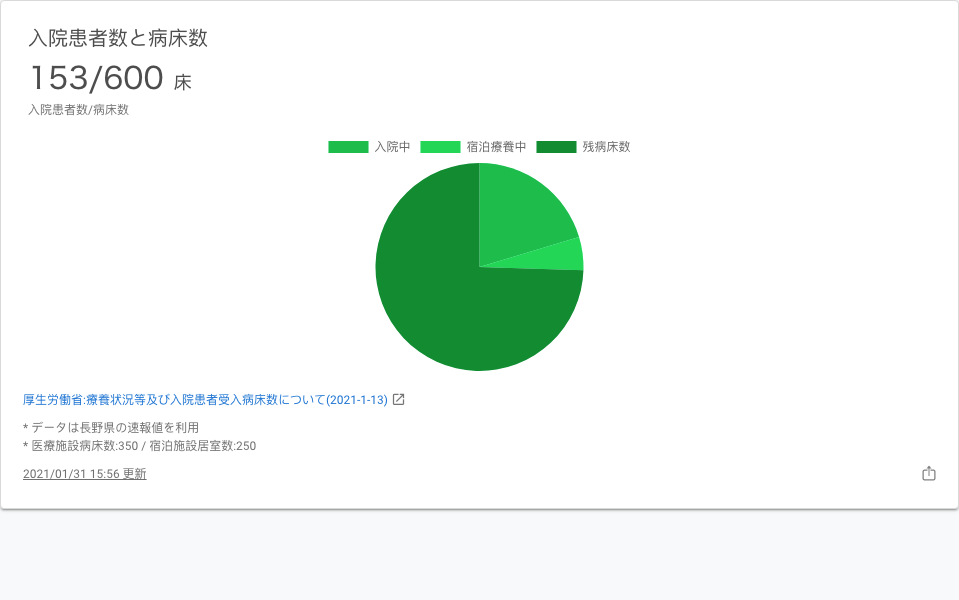 入院患者数と病床数
153/600 床
入院患者数/病床数
入院中 宿泊療養中 残病床数
厚生労働省:療養状況等及び入院患者受入病床数について(2021-1-13)
* データは長野県の速報値を利用
* 医療施設病床数:350 / 宿泊施設居室数:250
2021/01/31 15:56 更新